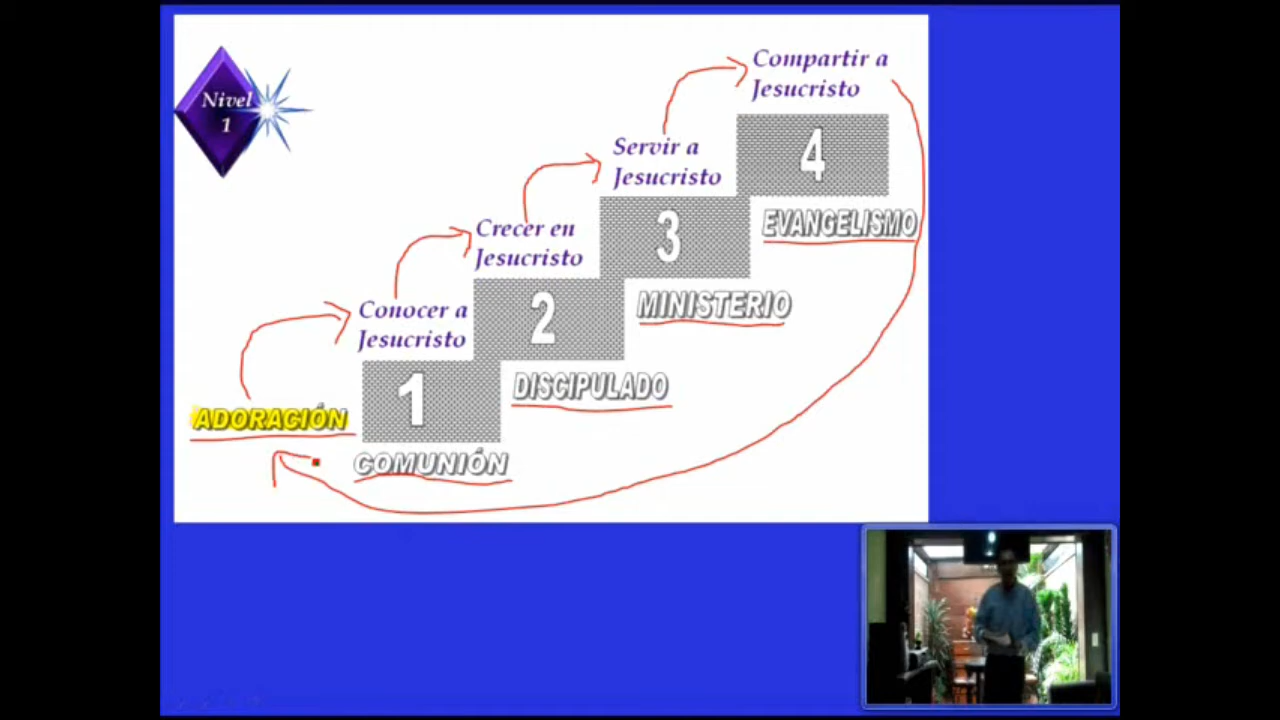 Nivel
1
Compartir a
Jesucristo
4
EVANGELISMO
Servir a
Jesucristo
3
MINISTERIO
Crecer en
Jesucristo
2
DISCIPULADO
Conocer a
Jesucristo
1
COMUNIÓN
ADORACIÓN